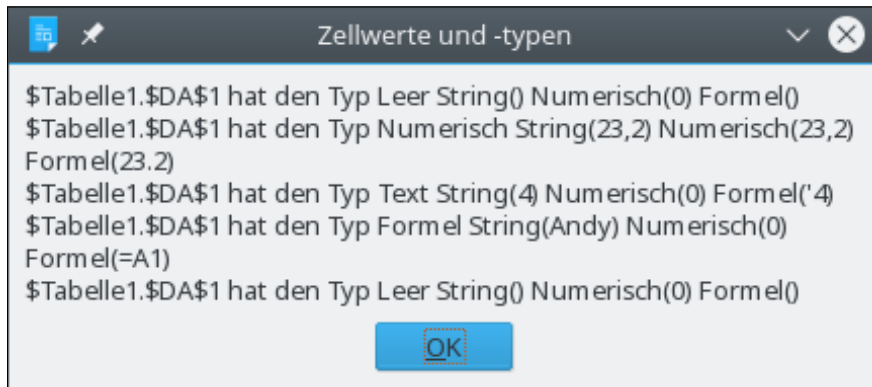 Zellwerte und -typen
$Tabelle1.$DA$1 hat den Typ Leer String() Numerisch(0) Formel()
$Tabelle1.$DA$1 hat den Typ Numerisch String(23,2) Numerisch(23,2)
Formel(23.2)
$Tabelle1.$DA$1 hat den Typ Text String(4) Numerisch(0) Formel('4)
$Tabelle1.$DA$1 hat den Typ Formel String(Andy) Numerisch(0)
Formel(=A1)
$Tabelle1.$DA$1 hat den Typ Leer String() Numerisch(0) Formel()
OK